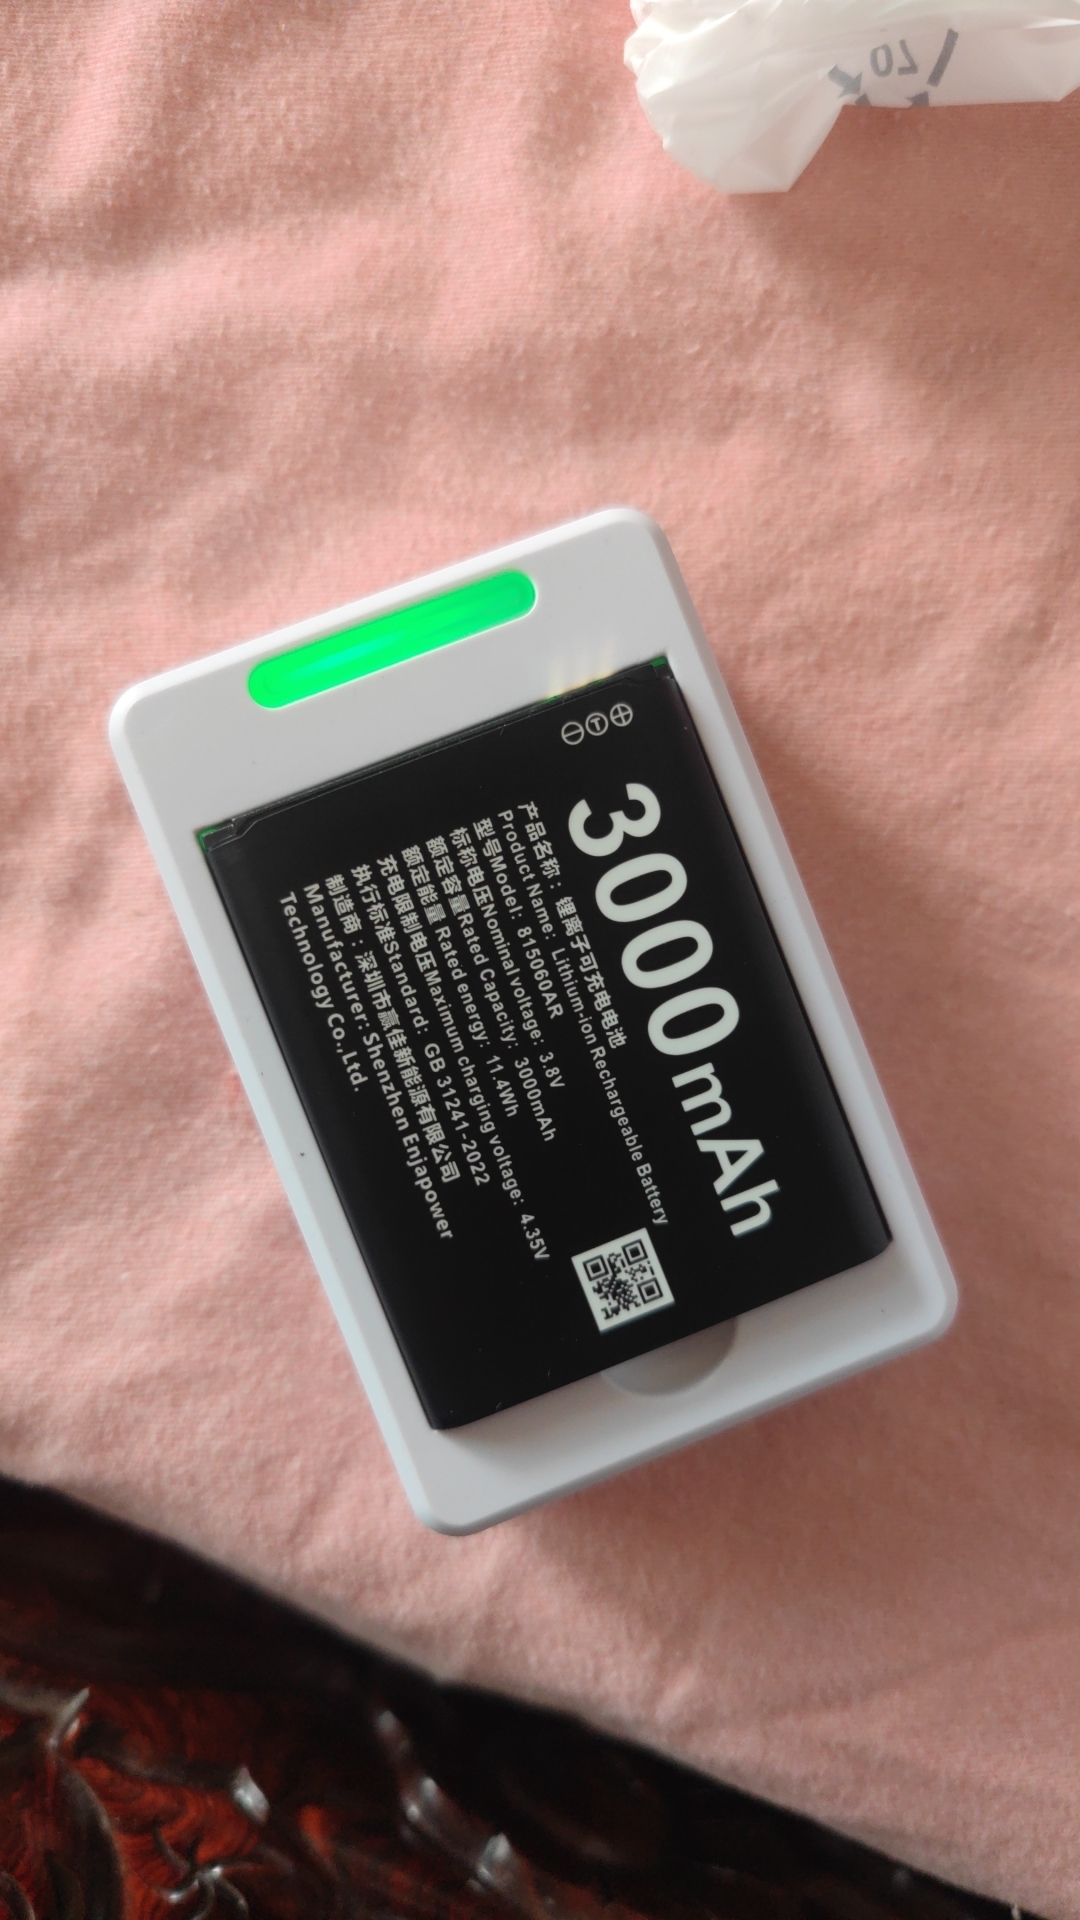 3000mAh
产品名称：锂离子可充电电池
Product Name: Lithium-ion Rechargeable Battery
型号Model: 815060AR
标称电压Nominal voltage: 3.8V
额定容量Rated Capacity: 3000mAh
额定能量 Rated energy: 11.4Wh
充电限制电压Maximum charging voltage: 4.35V
执行标准Standard: GB 31241-2022
制造商：深圳市赢佳新能源有限公司
Manufacturer: Shenzhen Enjapower
Technology Co.,Ltd.
⊖ Ⓣ ⊕
07